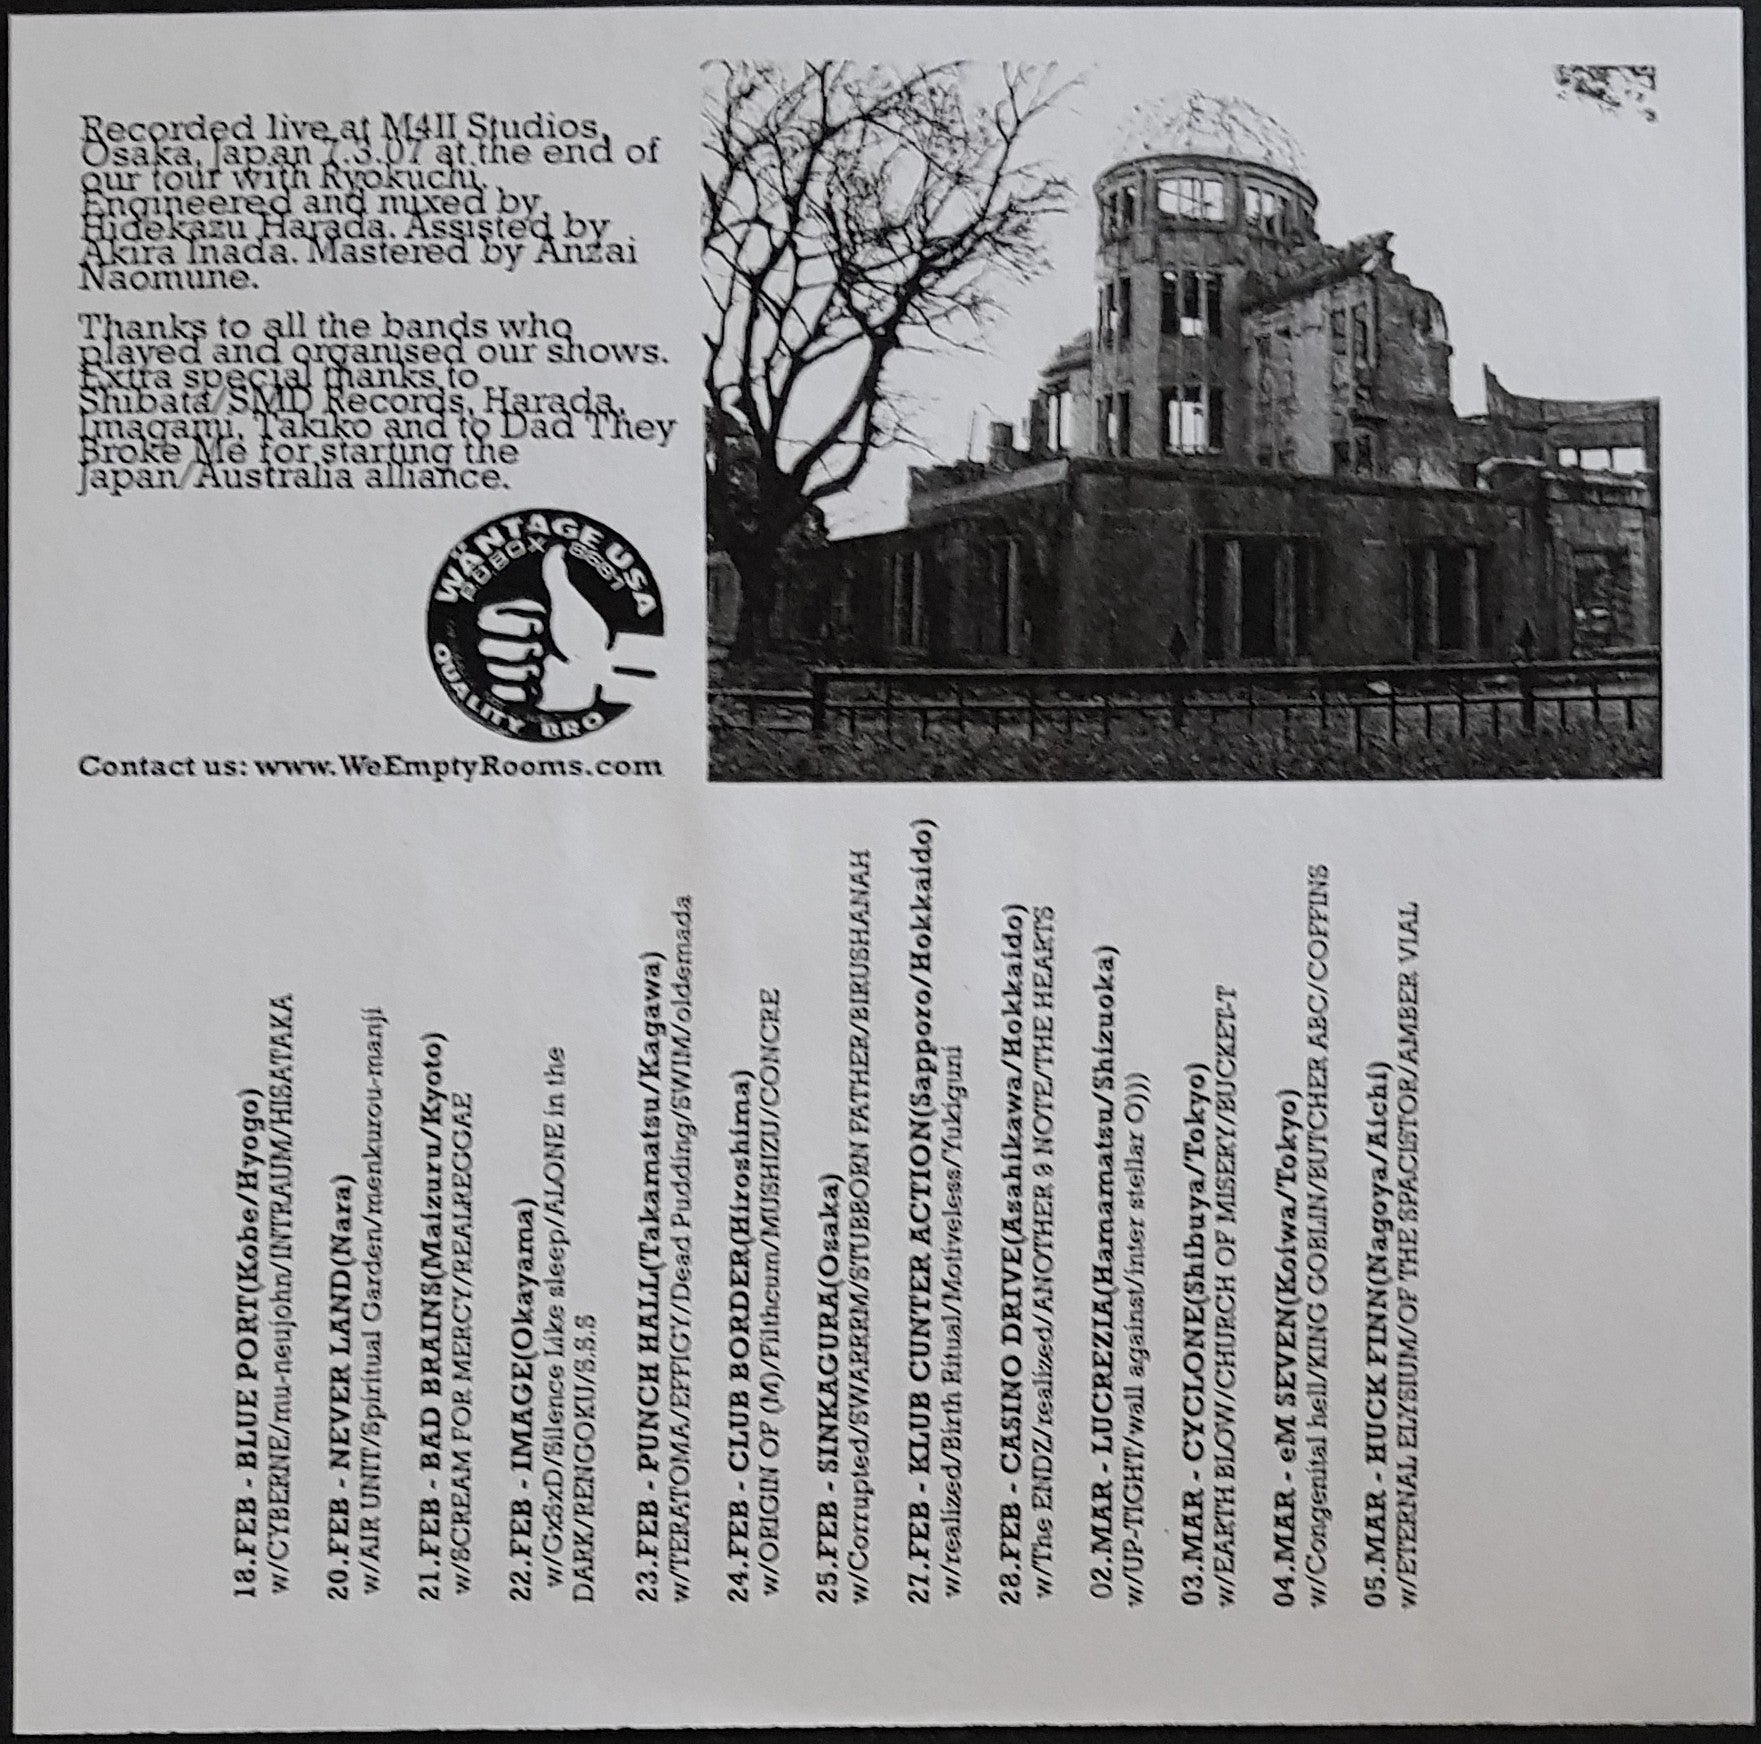 Recorded live at M4II Studios,
Osaka, Japan 7.3.07 at the end of
our tour with Ryokuchi.
Engineered and mixed by
Hidekazu Harada. Assisted by
Akira Inada. Mastered by Anzai
Naomune.
Thanks to all the bands who
played and organised our shows.
Extra special thanks to
Shibata/SMD Records, Harada,
Imagami, Takiko and to Dad They
Broke Me for starting the
Japan/Australia alliance.
WÄNTAGE USA
P.O. BOX
QUALITY BRO
Contact us: www.WeEmptyRooms.com
18.FEB - BLUE PORT(Kobe/Hyogo)
w/CYBERNE/mu-neujohn/INTRAUM/HISATAKA
20.FEB - NEVER LAND(Nara)
w/AIR UNIT/Spiritual Garden/menkurou-manji
21.FEB - BAD BRAINS(Maizuru/Kyoto)
w/SCREAM FOR MERCY/REALREGGAE
22.FEB - IMAGE(Okayama)
w/GxSxD/Silence Like sleep/ALONE in the
DARK/RENGOKU/S.S.S
23.FEB - PUNCH HALL(Takamatsu/Kagawa)
w/TERATOMA/EFFIGY/Dead Pudding/SWIM/oldemada
24.FEB - CLUB BORDER(Hiroshima)
w/ORIGIN OF (M)/Filthcum/MUSHIZU/CONCRE
25.FEB - SINKAGURA(Osaka)
w/Corrupted/SWARRRM/STUBBORN FATHER/BIRUSHANAH
27.FEB - KLUB CUNTER ACTION(Sapporo/Hokkaido)
w/realized/Birth Ritual/Motiveless/Yukiguni
28.FEB - CASINO DRIVE(Asahikawa/Hokkaido)
w/The ENDZ/realized/ANOTHER & NOTE/THE HEARTS
02.MAR - LUCREZIA(Hamamatsu/Shizuoka)
w/UP-TIGHT/wall against/inter stellar O)))
03.MAR - CYCLONE(Shibuya/Tokyo)
w/EARTH BLOW/CHURCH OF MISERY/BUCKET-T
04.MAR - eM SEVEN(Koiwa/Tokyo)
w/Congenital hell/KING GOBLIN/BUTCHER ABC/COFFINS
05.MAR - HUCK FINN(Nagoya/Aichi)
w/ETERNAL ELYSIUM/OF THE SPACISTOR/AMBER VIAL